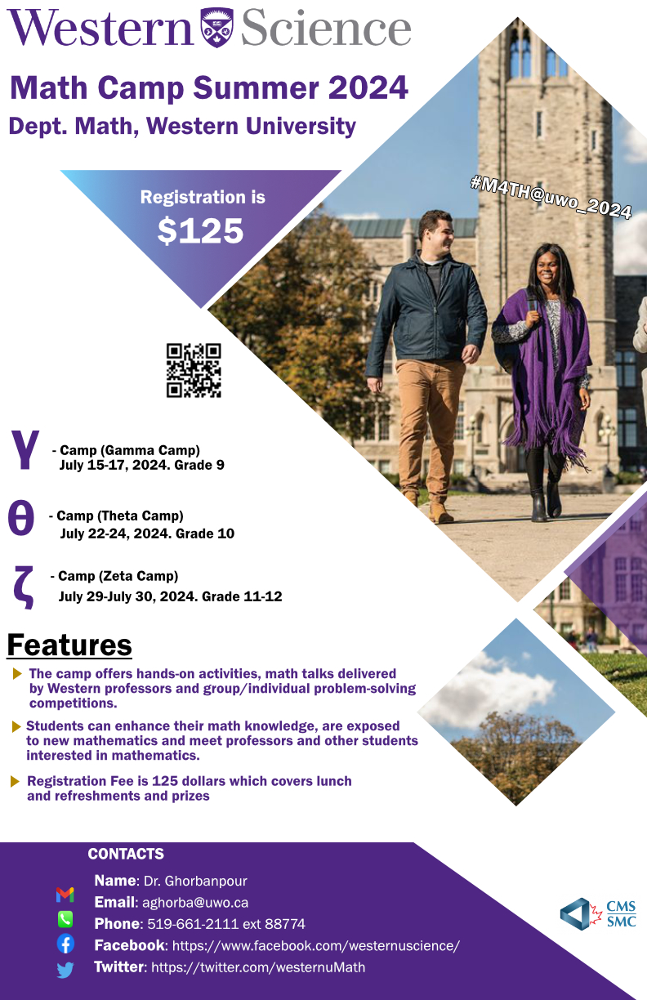 Western Science
Math Camp Summer 2024
Dept. Math, Western University
Registration is
$125
#M4TH@uwo_2024
γ
- Camp (Gamma Camp)
July 15-17, 2024. Grade 9
θ
- Camp (Theta Camp)
July 22-24, 2024. Grade 10
ζ
- Camp (Zeta Camp)
July 29-July 30, 2024. Grade 11-12
Features
The camp offers hands-on activities, math talks delivered
by Western professors and group/individual problem-solving
competitions.
Students can enhance their math knowledge, are exposed
to new mathematics and meet professors and other students
interested in mathematics.
Registration Fee is 125 dollars which covers lunch
and refreshments and prizes
CONTACTS
Name: Dr. Ghorbanpour
Email: aghorba@uwo.ca
Phone: 519-661-2111 ext 88774
Facebook: https://www.facebook.com/westernuscience/
Twitter: https://twitter.com/westernuMath
CMS
SMC